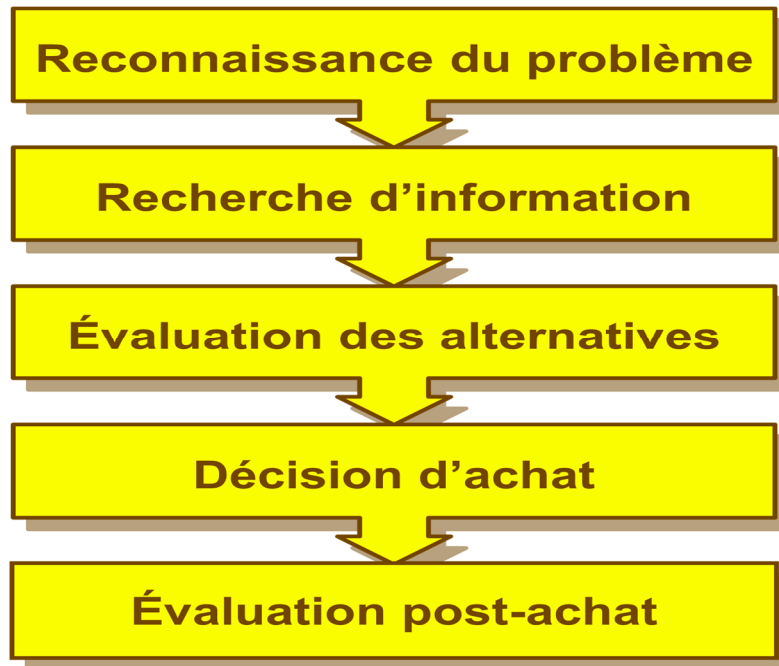 Reconnaissance du problème
Recherche d’information
Évaluation des alternatives
Décision d’achat
Évaluation post-achat